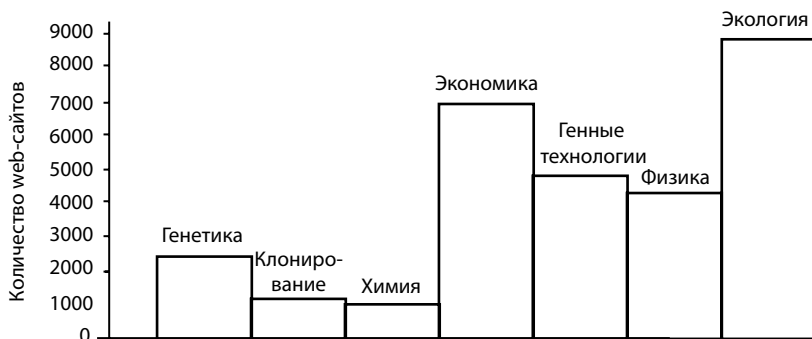 Количество web-сайтов
9000
8000
7000
6000
5000
4000
3000
2000
1000
0
Генетика
Клониро-
вание
Химия
Экономика
Генные
технологии
Физика
Экология